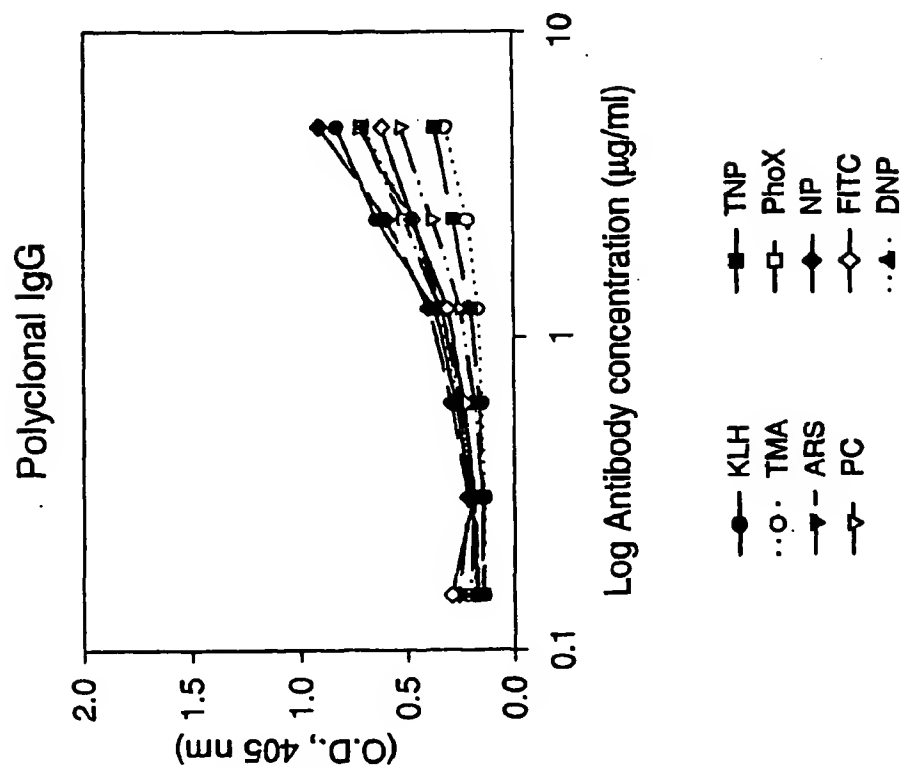 Polyclonal IgG
(O.D., 405 nm)
2.0
1.5
1.0
0.5
0.0
0.1
1
10
Log Antibody concentration (µg/ml)
KLH
TMA
ARS
PC
TNP
PhoX
NP
FITC
DNP